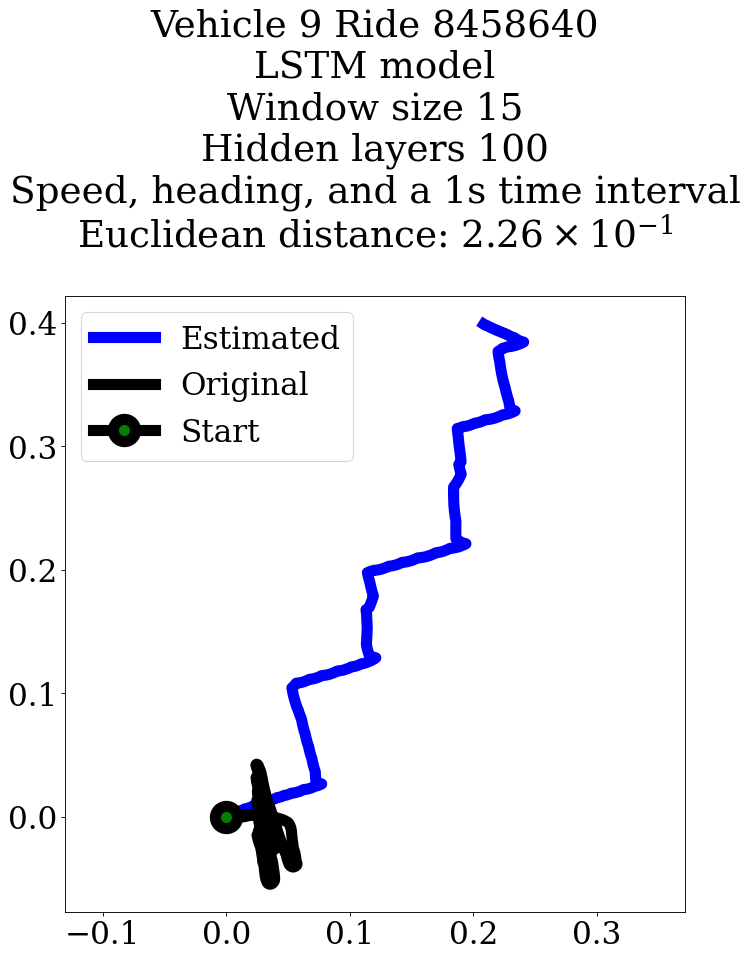 Vehicle 9 Ride 8458640
LSTM model
Window size 15
Hidden layers 100
Speed, heading, and a 1s time interval
Euclidean distance: 2.26 × 10⁻¹
Estimated
Original
Start
0.4
0.3
0.2
0.1
0.0
−0.1 0.0 0.1 0.2 0.3